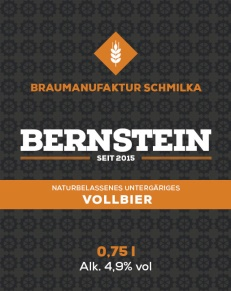 BRAUMANUFAKTUR SCHMILKA
BERNSTEIN
SEIT 2015
NATURBELASSENES UNTERGÄRIGES
VOLLBIER
0,75 l
Alk. 4,9% vol